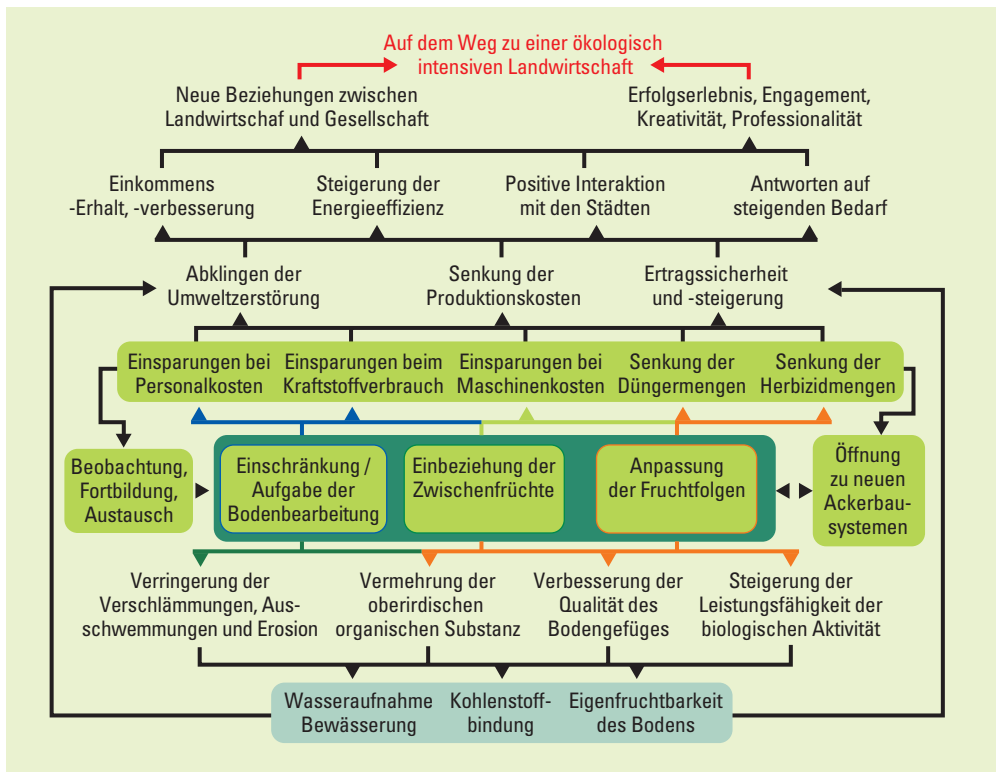 Auf dem Weg zu einer ökologisch
intensiven Landwirtschaft
Neue Beziehungen zwischen
Landwirtschaf und Gesellschaft
Erfolgserlebnis, Engagement,
Kreativität, Professionalität
Einkommens
-Erhalt, -verbesserung
Steigerung der
Energieeffizienz
Positive Interaktion
mit den Städten
Antworten auf
steigenden Bedarf
Abklingen der
Umweltzerstörung
Senkung der
Produktionskosten
Ertragssicherheit
und -steigerung
Einsparungen bei
Personalkosten
Einsparungen beim
Kraftstoffverbrauch
Einsparungen bei
Maschinenkosten
Senkung der
Düngermengen
Senkung der
Herbizidmengen
Beobachtung,
Fortbildung,
Austausch
Einschränkung /
Aufgabe der
Bodenbearbeitung
Einbeziehung der
Zwischenfrüchte
Anpassung
der Fruchtfolgen
Öffnung
zu neuen
Ackerbau-
systemen
Verringerung der
Verschlämmungen, Aus-
schwemmungen und Erosion
Vermehrung der
oberirdischen
organischen Substanz
Verbesserung der
Qualität des
Bodengefüges
Steigerung der
Leistungsfähigkeit der
biologischen Aktivität
Wasseraufnahme
Bewässerung
Kohlenstoff-
bindung
Eigenfruchtbarkeit
des Bodens